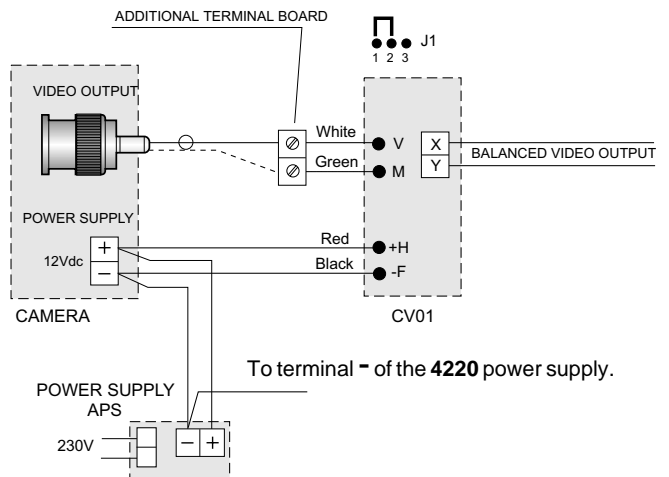 ADDITIONAL TERMINAL BOARD
J1
1 2 3
VIDEO OUTPUT
White
V
X
BALANCED VIDEO OUTPUT
Green
M
Y
POWER SUPPLY
12Vdc
+
−
Red
+H
Black
-F
CAMERA
CV01
To terminal - of the 4220 power supply.
POWER SUPPLY
APS
230V
− +